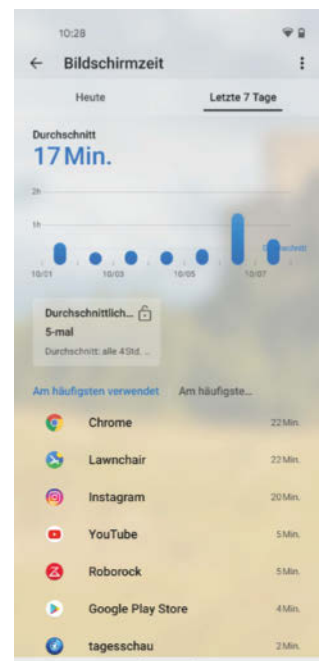 10:28
Bildschirmzeit
Heute
Letzte 7 Tage
Durchschnitt
17 Min.
2h
1h
Durchschnitt
10/01
10/03
10/05
10/07
Durchschnittlich...
5-mal
Durchschnitt: alle 4 Std. ...
Am häufigsten verwendet
Am häufigste...
Chrome
22 Min.
Lawnchair
22 Min.
Instagram
20 Min.
YouTube
5 Min.
Roborock
5 Min.
Google Play Store
4 Min.
tagesschau
2 Min.